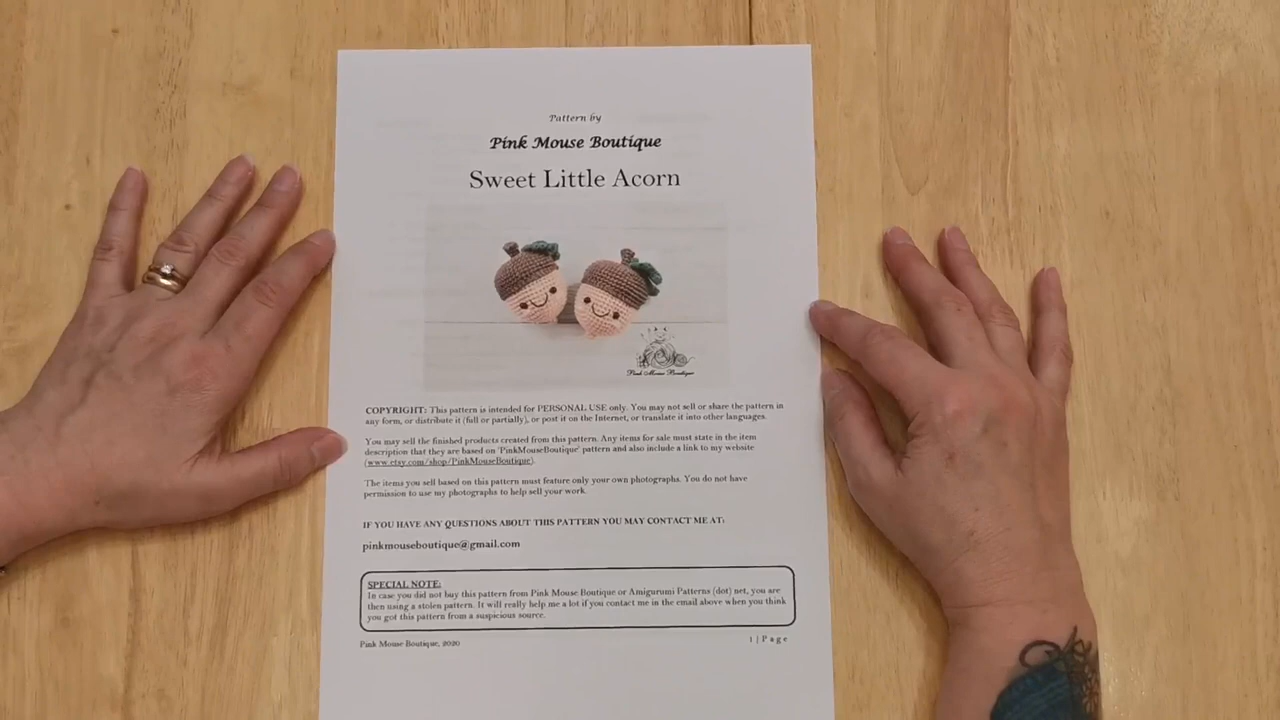 Pattern by
Pink Mouse Boutique
Sweet Little Acorn
Pink Mouse Boutique
COPYRIGHT: This pattern is intended for PERSONAL USE only. You may not sell or share the pattern in
any form, or distribute it (full or partially), or post it on the Internet, or translate it into other languages.
You may sell the finished products created from this pattern. Any items for sale must state in the item
description that they are based on 'PinkMouseBoutique' pattern and also include a link to my website
(www.etsy.com/shop/PinkMouseBoutique).
The items you sell based on this pattern must feature only your own photographs. You do not have
permission to use my photographs to help sell your work.
IF YOU HAVE ANY QUESTIONS ABOUT THIS PATTERN YOU MAY CONTACT ME AT:
pinkmouseboutique@gmail.com
SPECIAL NOTE:
In case you did not buy this pattern from Pink Mouse Boutique or Amigurumi Patterns (dot) net, you are
then using a stolen pattern. It will really help me a lot if you contact me in the email above when you think
you got this pattern from a suspicious source.
Pink Mouse Boutique, 2020
1 | Page